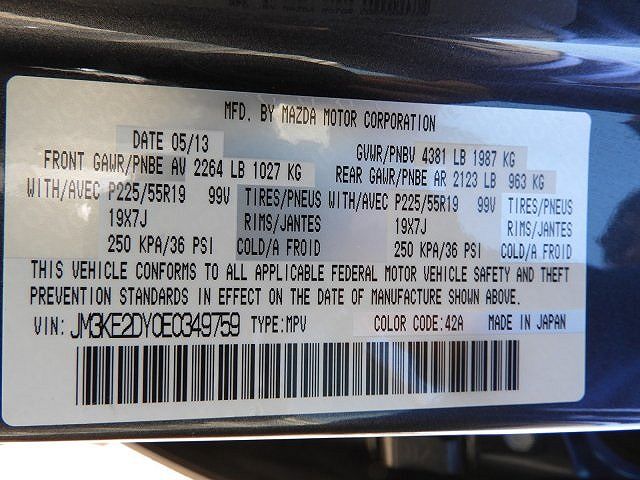 MFD. BY MAZDA MOTOR CORPORATION
DATE 05/13 GVWR/PNBV 4381 LB 1987 KG
FRONT GAWR/PNBE AV 2264 LB 1027 KG REAR GAWR/PNBE AR 2123 LB 963 KG
WITH/AVEC P225/55R19 99V TIRES/PNEUS WITH/AVEC P225/55R19 99V TIRES/PNEUS
19X7J RIMS/JANTES 19X7J RIMS/JANTES
250 KPA/36 PSI COLD/A FROID 250 KPA/36 PSI COLD/A FROID
THIS VEHICLE CONFORMS TO ALL APPLICABLE FEDERAL MOTOR VEHICLE SAFETY AND THEFT
PREVENTION STANDARDS IN EFFECT ON THE DATE OF MANUFACTURE SHOWN ABOVE.
VIN: JM3KE2DY0E0349759 TYPE:MPV COLOR CODE:42A MADE IN JAPAN